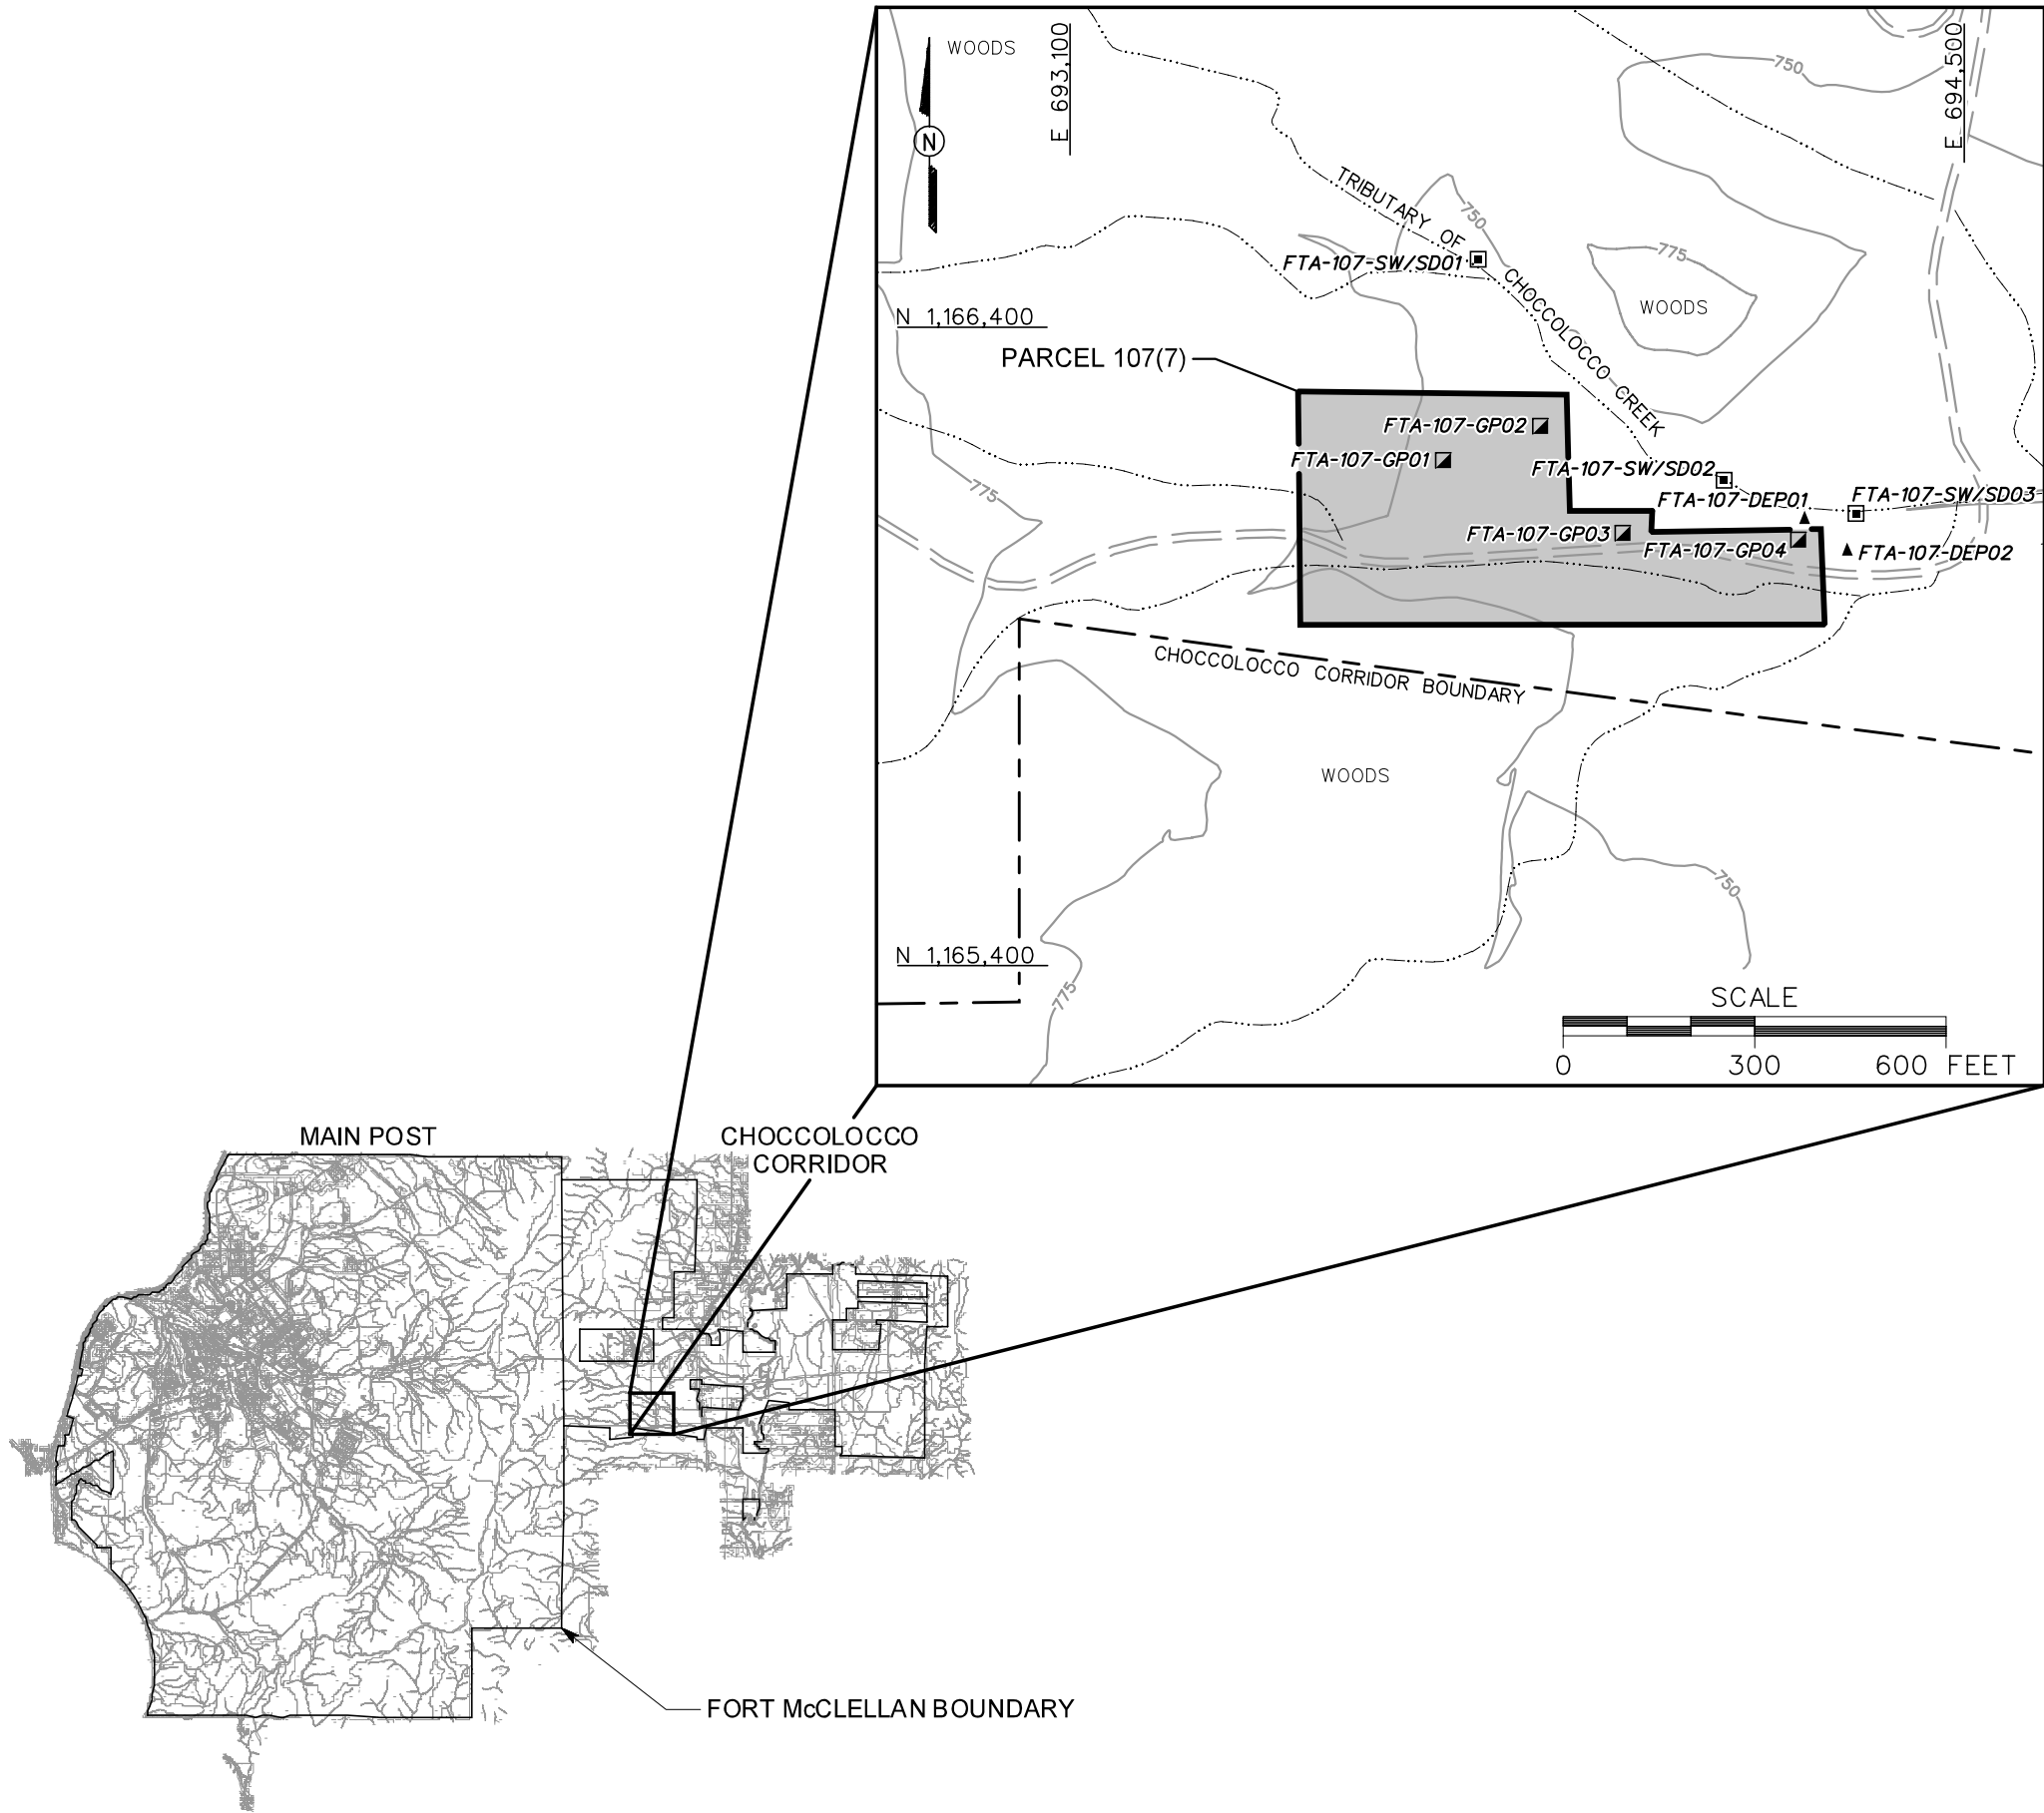 WOODS
E 693,100
E 694,500
750
N
TRIBUTARY OF
CHOCCOLOCCO CREEK
750
775
FTA-107-SW/SD01
WOODS
N 1,166,400
PARCEL 107(7)
FTA-107-GP02
FTA-107-GP01
FTA-107-SW/SD02
775
FTA-107-DEP01
FTA-107-SW/SD03
FTA-107-GP03
FTA-107-GP04
FTA-107-DEP02
CHOCCOLOCCO CORRIDOR BOUNDARY
WOODS
750
N 1,165,400
775
SCALE
0 300 600 FEET
MAIN POST
CHOCCOLOCCO
CORRIDOR
FORT McCLELLAN BOUNDARY